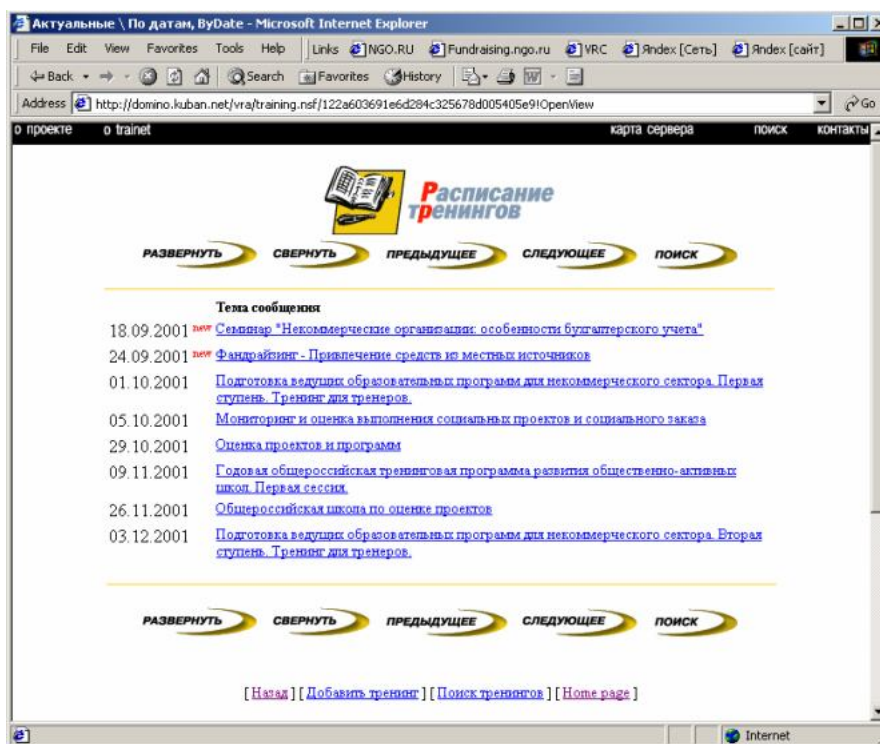 Актуальные \ По датам, ByDate - Microsoft Internet Explorer
File Edit View Favorites Tools Help Links NGO.RU Fundraising.ngo.ru VRC Яndex [Сеть] Яndex [сайт]
Back Search Favorites History
Address http://domino.kuban.net/vra/training.nsf/122a603691e6d284c325678d005405e9!OpenView Go
о проекте о trainet карта сервера поиск контакты
Расписание
тренингов
РАЗВЕРНУТЬ СВЕРНУТЬ ПРЕДЫДУЩЕЕ СЛЕДУЮЩЕЕ ПОИСК
Тема сообщения
18.09.2001 new Семинар "Некоммерческие организации: особенности бухгалтерского учета"
24.09.2001 new Фандрайзинг - Привлечение средств из местных источников
01.10.2001 Подготовка ведущих образовательных программ для некоммерческого сектора. Первая
ступень. Тренинг для тренеров.
05.10.2001 Мониторинг и оценка выполнения социальных проектов и социального заказа
29.10.2001 Оценка проектов и программ
09.11.2001 Годовая общероссийская тренинговая программа развития общественно-активных
школ. Первая сессия.
26.11.2001 Общероссийская школа по оценке проектов
03.12.2001 Подготовка ведущих образовательных программ для некоммерческого сектора. Вторая
ступень. Тренинг для тренеров.
РАЗВЕРНУТЬ СВЕРНУТЬ ПРЕДЫДУЩЕЕ СЛЕДУЮЩЕЕ ПОИСК
[ Назад ] [ Добавить тренинг ] [ Поиск тренингов ] [ Home page ]
Internet